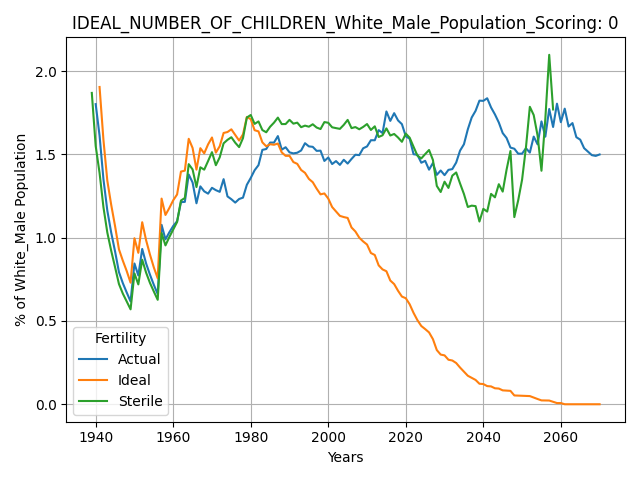 IDEAL_NUMBER_OF_CHILDREN_White_Male_Population_Scoring: 0
% of White_Male Population
2.0
1.5
1.0
0.5
0.0
Fertility
Actual
Ideal
Sterile
1940 1960 1980 2000 2020 2040 2060
Years